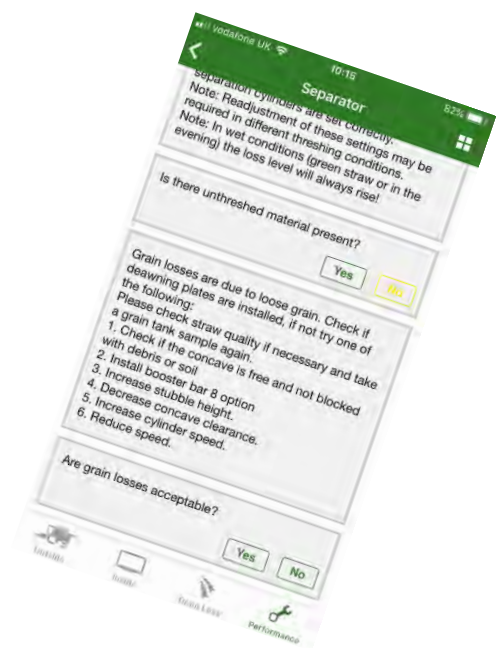 vodafone UK
10:15
52%
Separator
separation cylinders are set correctly.
Note: Readjustment of these settings may be
required in different threshing conditions.
Note: In wet conditions (green straw or in the
evening) the loss level will always rise!
Is there unthreshed material present?
Yes
No
Grain losses are due to loose grain. Check if
deawning plates are installed, if not try one of
the following:
Please check straw quality if necessary and take
a grain tank sample again.
1. Check if the concave is free and not blocked
with debris or soil
2. Install booster bar 8 option
3. Increase stubble height.
4. Decrease concave clearance.
5. Increase cylinder speed.
6. Reduce speed.
Are grain losses acceptable?
Yes
No
Performance